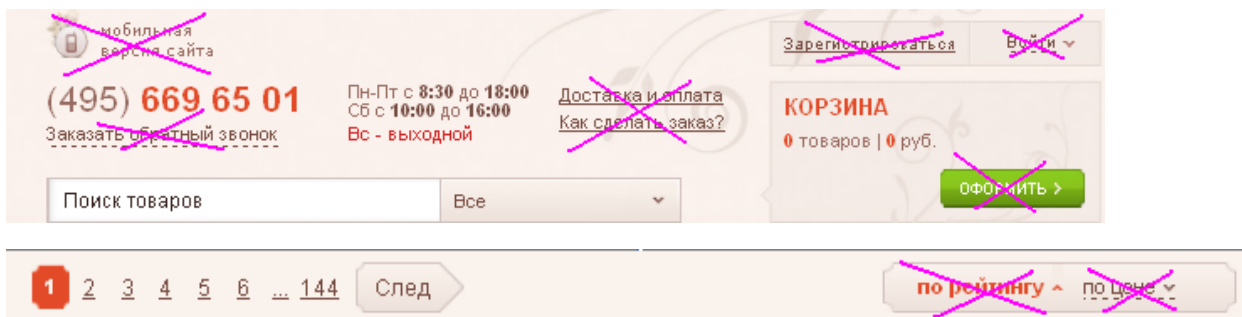 мобильная
версия сайта
Зарегистрироваться
Войти
(495) 669 65 01
Пн-Пт с 8:30 до 18:00
Сб с 10:00 до 16:00
Вс - выходной
Доставка и оплата
Как сделать заказ?
Заказать обратный звонок
КОРЗИНА
0 товаров | 0 руб.
ОФОРМИТЬ >
Поиск товаров
Все
1 2 3 4 5 6 ... 144 След
по рейтингу по цене